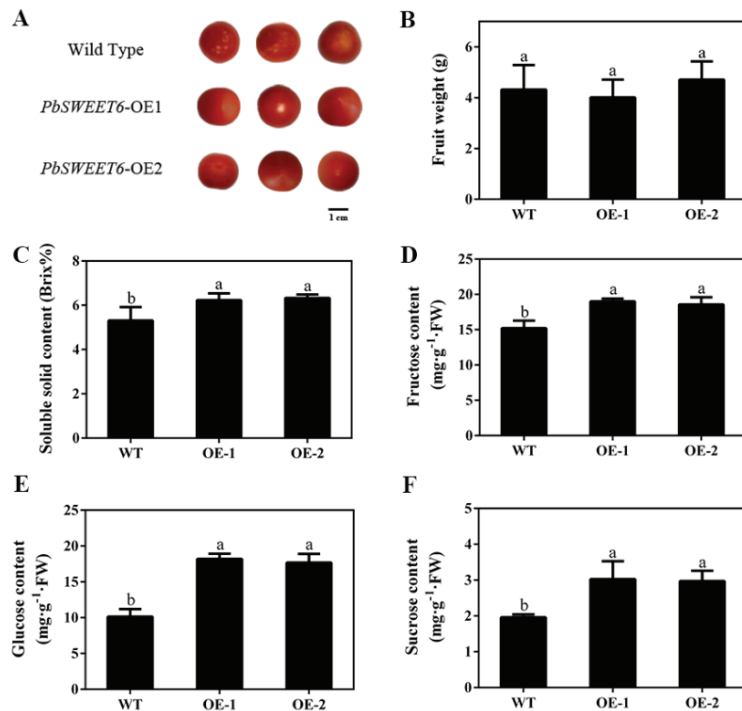 A
Wild Type
PbSWEET6-OE1
PbSWEET6-OE2
1 cm
B
Fruit weight (g)
8
6
4
2
0
a
a
a
WT
OE-1
OE-2
C
Soluble solid content (Brix%)
8
6
4
2
0
b
a
a
WT
OE-1
OE-2
D
Fructose content
(mg·g⁻¹·FW)
25
20
15
10
5
0
b
a
a
WT
OE-1
OE-2
E
Glucose content
(mg·g⁻¹·FW)
25
20
15
10
5
0
b
a
a
WT
OE-1
OE-2
F
Sucrose content
(mg·g⁻¹·FW)
5
4
3
2
1
0
b
a
a
WT
OE-1
OE-2